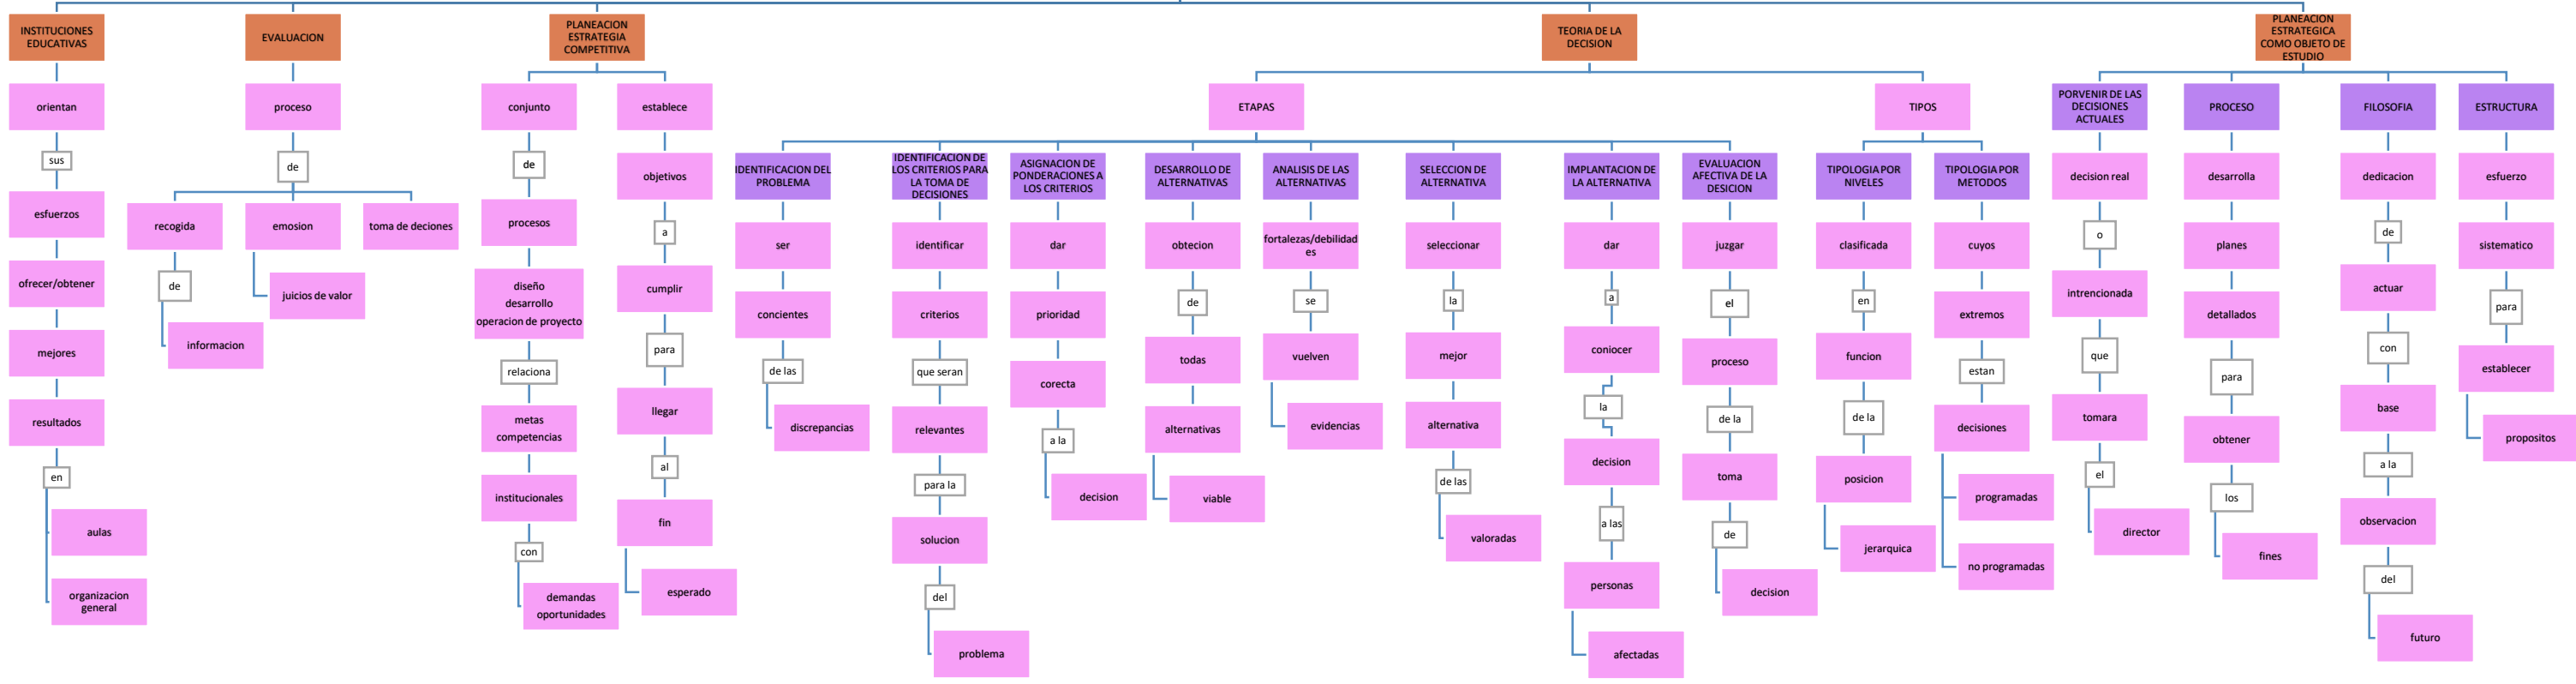 INSTITUCIONES
EDUCATIVAS
orientan
sus
esfuerzos
ofrecer/obtener
mejores
resultados
en
aulas
organizacion
general
EVALUACION
proceso
de
recogida
de
informacion
emosion
juicios de valor
toma de deciones
PLANEACION
ESTRATEGIA
COMPETITIVA
conjunto
de
procesos
diseño
desarrollo
operacion de proyecto
relaciona
metas
competencias
institucionales
con
demandas
oportunidades
establece
objetivos
a
cumplir
para
llegar
al
fin
esperado
TEORIA DE LA
DECISION
ETAPAS
IDENTIFICACION DEL
PROBLEMA
ser
concientes
de las
discrepancias
IDENTIFICACION DE
LOS CRITERIOS PARA
LA TOMA DE
DECISIONES
identificar
criterios
que seran
relevantes
para la
solucion
del
problema
ASIGNACION DE
PONDERACIONES A
LOS CRITERIOS
dar
prioridad
corecta
a la
decision
DESARROLLO DE
ALTERNATIVAS
obtecion
de
todas
alternativas
viable
ANALISIS DE LAS
ALTERNATIVAS
fortalezas/debilidad
es
se
vuelven
evidencias
SELECCION DE
ALTERNATIVA
seleccionar
la
mejor
alternativa
de las
valoradas
IMPLANTACION DE
LA ALTERNATIVA
dar
a
coniocer
la
decision
a las
personas
afectadas
EVALUACION
AFECTIVA DE LA
DESICION
juzgar
el
proceso
de la
toma
de
decision
TIPOS
TIPOLOGIA POR
NIVELES
clasificada
en
funcion
de la
posicion
jerarquica
TIPOLOGIA POR
METODOS
cuyos
extremos
estan
decisiones
programadas
no programadas
PLANEACION
ESTRATEGICA
COMO OBJETO DE
ESTUDIO
PORVENIR DE LAS
DECISIONES
ACTUALES
decision real
o
intrencionada
que
tomara
el
director
PROCESO
desarrolla
planes
detallados
para
obtener
los
fines
FILOSOFIA
dedicacion
de
actuar
con
base
a la
observacion
del
futuro
ESTRUCTURA
esfuerzo
sistematico
para
establecer
propositos